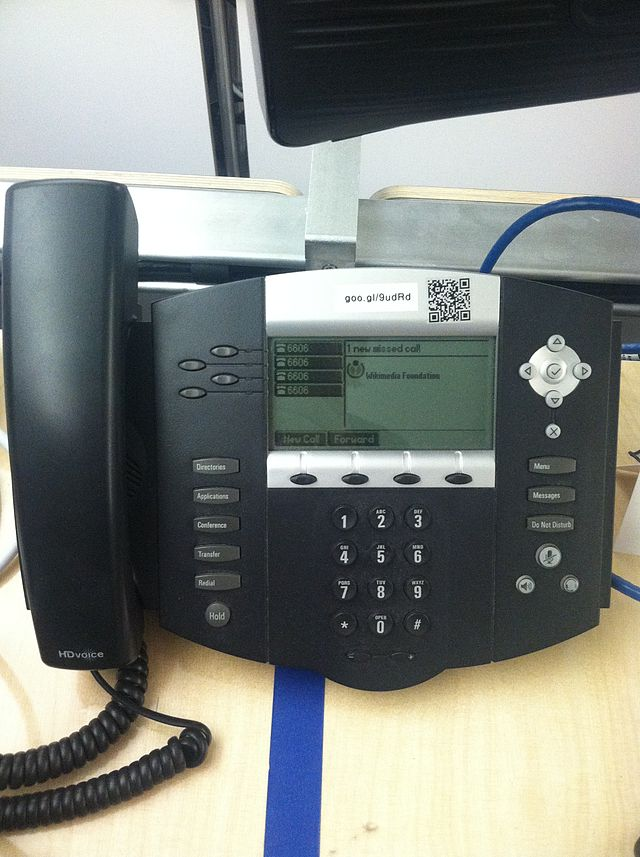 goo.gl/9udRd
6606
6606
6606
6606
1 new missed call
Wikimedia Foundation
New Call
Forward
Directories
Applications
Conference
Transfer
Redial
Hold
Menu
Messages
Do Not Disturb
1
ABC
2
DEF
3
GHI
4
JKL
5
MNO
6
PQRS
7
TUV
8
WXYZ
9
*
OPER
0
#
HDvoice